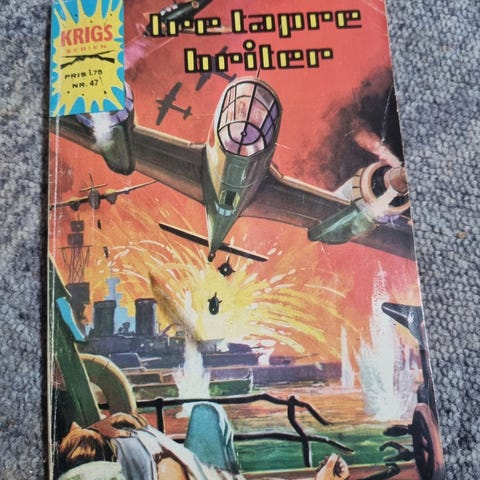 KRIGS
SERIEN
PRIS 1.75
NR. 47
tre tapre
briter